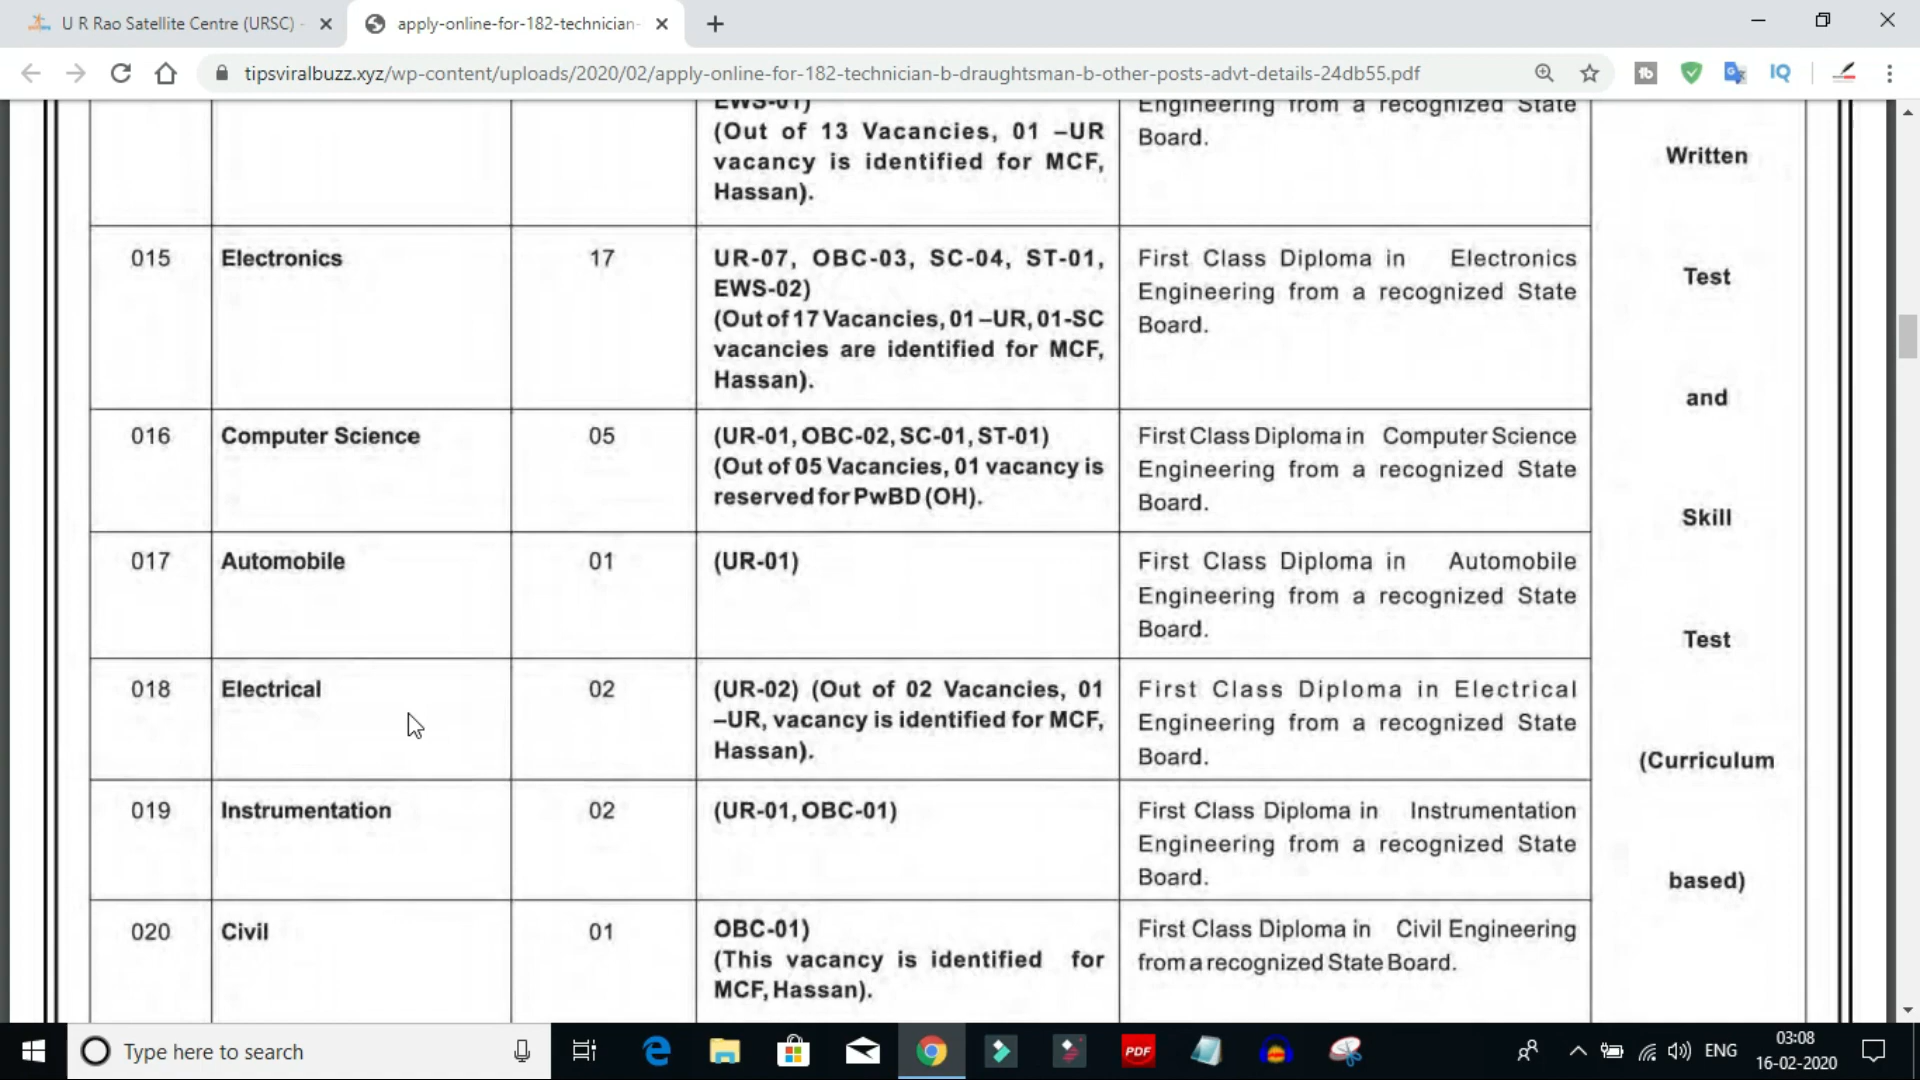 U R Rao Satellite Centre (URSC) -
apply-online-for-182-technician-
tipsviralbuzz.xyz/wp-content/uploads/2020/02/apply-online-for-182-technician-b-draughtsman-b-other-posts-advt-details-24db55.pdf
EWS-01)
(Out of 13 Vacancies, 01 –UR
vacancy is identified for MCF,
Hassan).
Engineering from a recognized State
Board.
Written
Test
and
Skill
Test
(Curriculum
based)
015 Electronics 17
UR-07, OBC-03, SC-04, ST-01,
EWS-02)
(Out of 17 Vacancies, 01 –UR, 01-SC
vacancies are identified for MCF,
Hassan).
First Class Diploma in Electronics
Engineering from a recognized State
Board.
016 Computer Science 05
(UR-01, OBC-02, SC-01, ST-01)
(Out of 05 Vacancies, 01 vacancy is
reserved for PwBD (OH).
First Class Diploma in Computer Science
Engineering from a recognized State
Board.
017 Automobile 01
(UR-01)
First Class Diploma in Automobile
Engineering from a recognized State
Board.
018 Electrical 02
(UR-02) (Out of 02 Vacancies, 01
–UR, vacancy is identified for MCF,
Hassan).
First Class Diploma in Electrical
Engineering from a recognized State
Board.
019 Instrumentation 02
(UR-01, OBC-01)
First Class Diploma in Instrumentation
Engineering from a recognized State
Board.
020 Civil 01
OBC-01)
(This vacancy is identified for
MCF, Hassan).
First Class Diploma in Civil Engineering
from a recognized State Board.
Type here to search
PDF
ENG
03:08
16-02-2020
tb
IQ